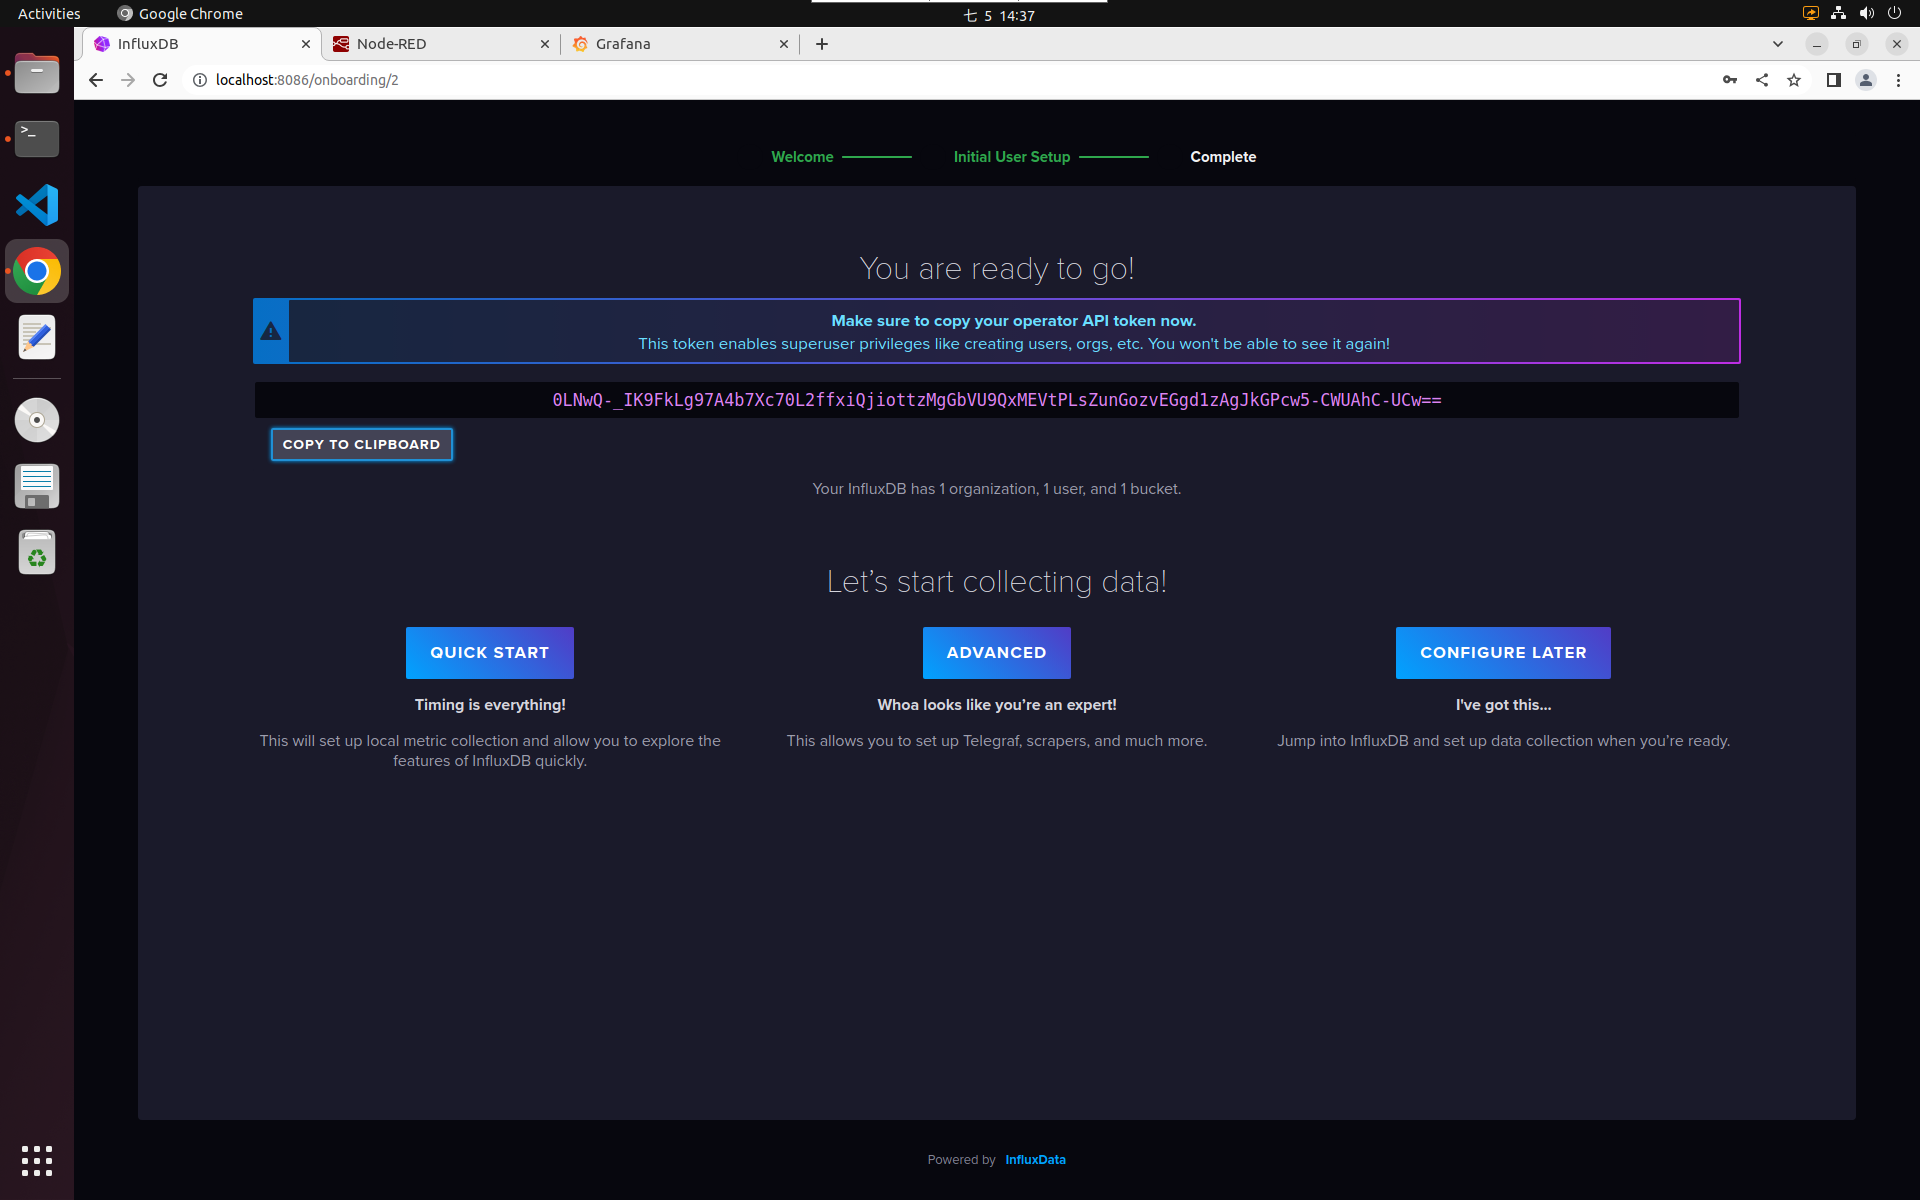 Activities
Google Chrome
七 5 14:37
InfluxDB
Node-RED
Grafana
localhost:8086/onboarding/2
Welcome
Initial User Setup
Complete
You are ready to go!
Make sure to copy your operator API token now.
This token enables superuser privileges like creating users, orgs, etc. You won't be able to see it again!
0LNwQ-_IK9FkLg97A4b7Xc70L2ffxiQjiottzMgGbVU9QxMEVtPLsZunGozvEGgd1zAgJkGPcw5-CWUAhC-UCw==
COPY TO CLIPBOARD
Your InfluxDB has 1 organization, 1 user, and 1 bucket.
Let’s start collecting data!
QUICK START
Timing is everything!
This will set up local metric collection and allow you to explore the
features of InfluxDB quickly.
ADVANCED
Whoa looks like you’re an expert!
This allows you to set up Telegraf, scrapers, and much more.
CONFIGURE LATER
I've got this...
Jump into InfluxDB and set up data collection when you’re ready.
Powered by InfluxData